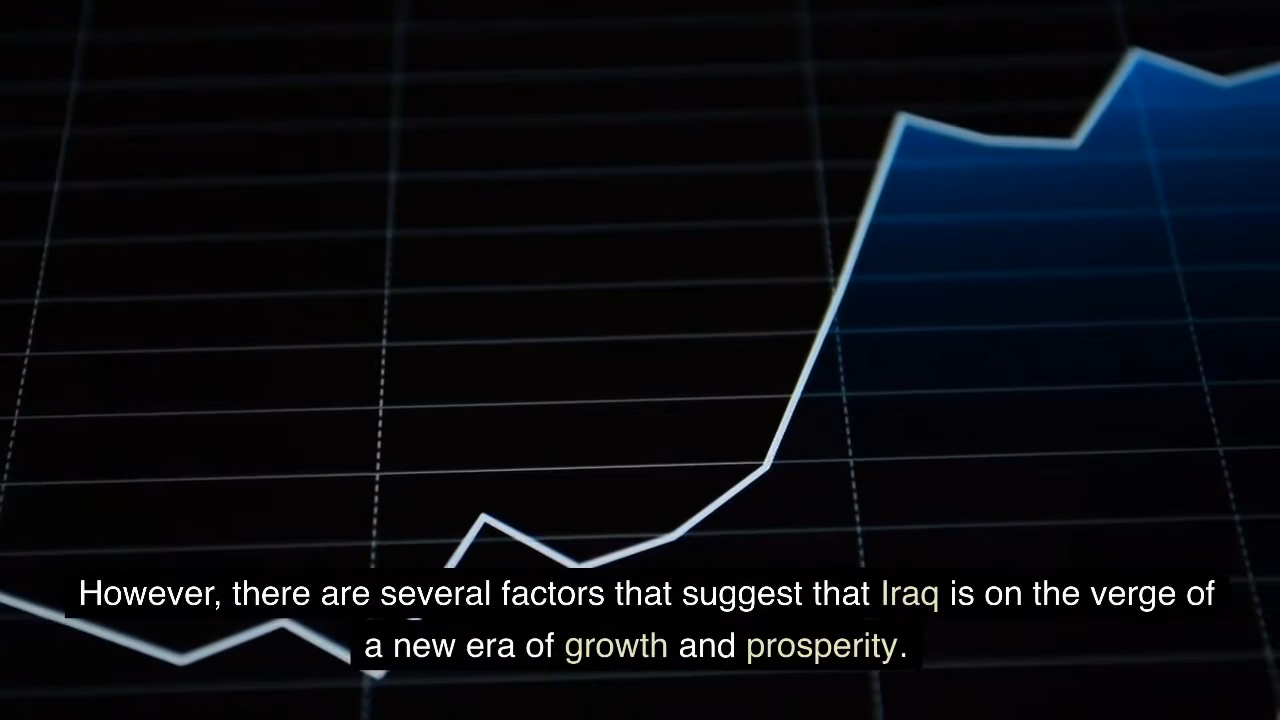 However, there are several factors that suggest that Iraq is on the verge of
a new era of growth and prosperity.